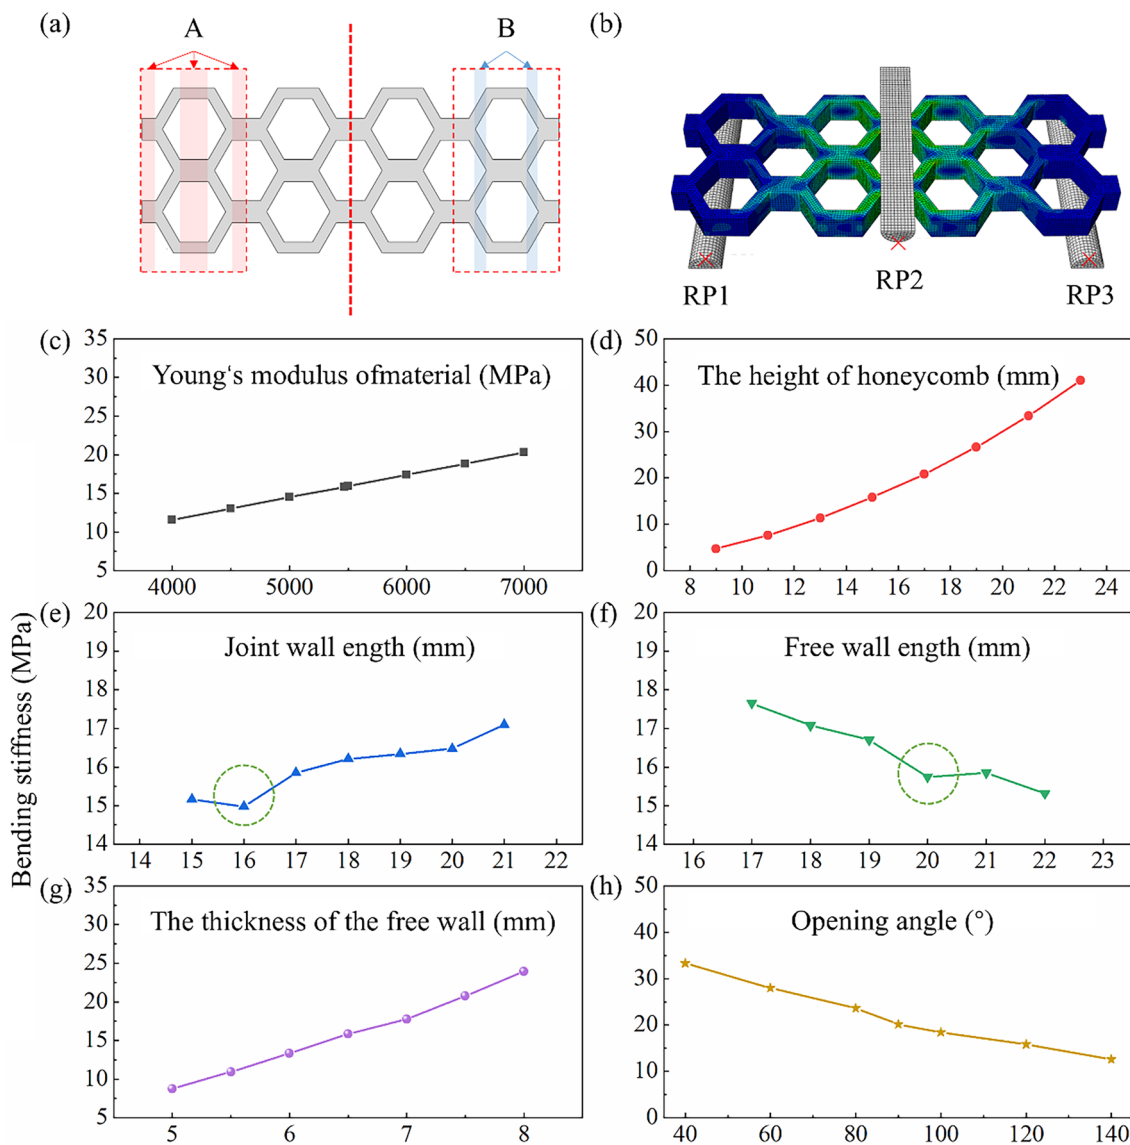 (a)
A
B
(b)
RP1
RP2
RP3
Bending stiffness (MPa)
(c)
Young‘s modulus ofmaterial (MPa)
35
30
25
20
15
10
5
4000 5000 6000 7000
(d)
The height of honeycomb (mm)
50
40
30
20
10
0
8 10 12 14 16 18 20 22 24
(e)
Joint wall ength (mm)
20
19
18
17
16
15
14
14 15 16 17 18 19 20 21 22
(f)
Free wall ength (mm)
20
19
18
17
16
15
14
16 17 18 19 20 21 22 23
(g)
The thickness of the free wall (mm)
35
30
25
20
15
10
5
5 6 7 8
(h)
Opening angle (°)
50
40
30
20
10
0
40 60 80 100 120 140